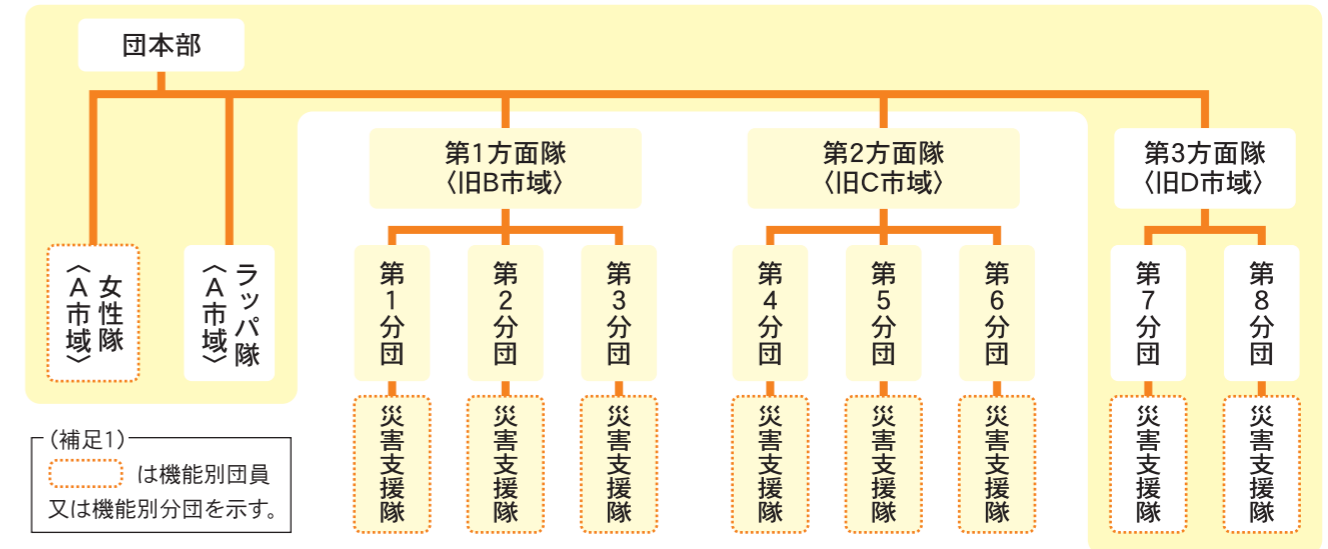 団本部
第1方面隊
〈旧B市域〉
第2方面隊
〈旧C市域〉
第3方面隊
〈旧D市域〉
女性隊
〈A市域〉
ラッパ隊
〈A市域〉
第1分団
第2分団
第3分団
第4分団
第5分団
第6分団
第7分団
第8分団
災害支援隊
災害支援隊
災害支援隊
災害支援隊
災害支援隊
災害支援隊
災害支援隊
災害支援隊
(補足1)
は機能別団員
又は機能別分団を示す。